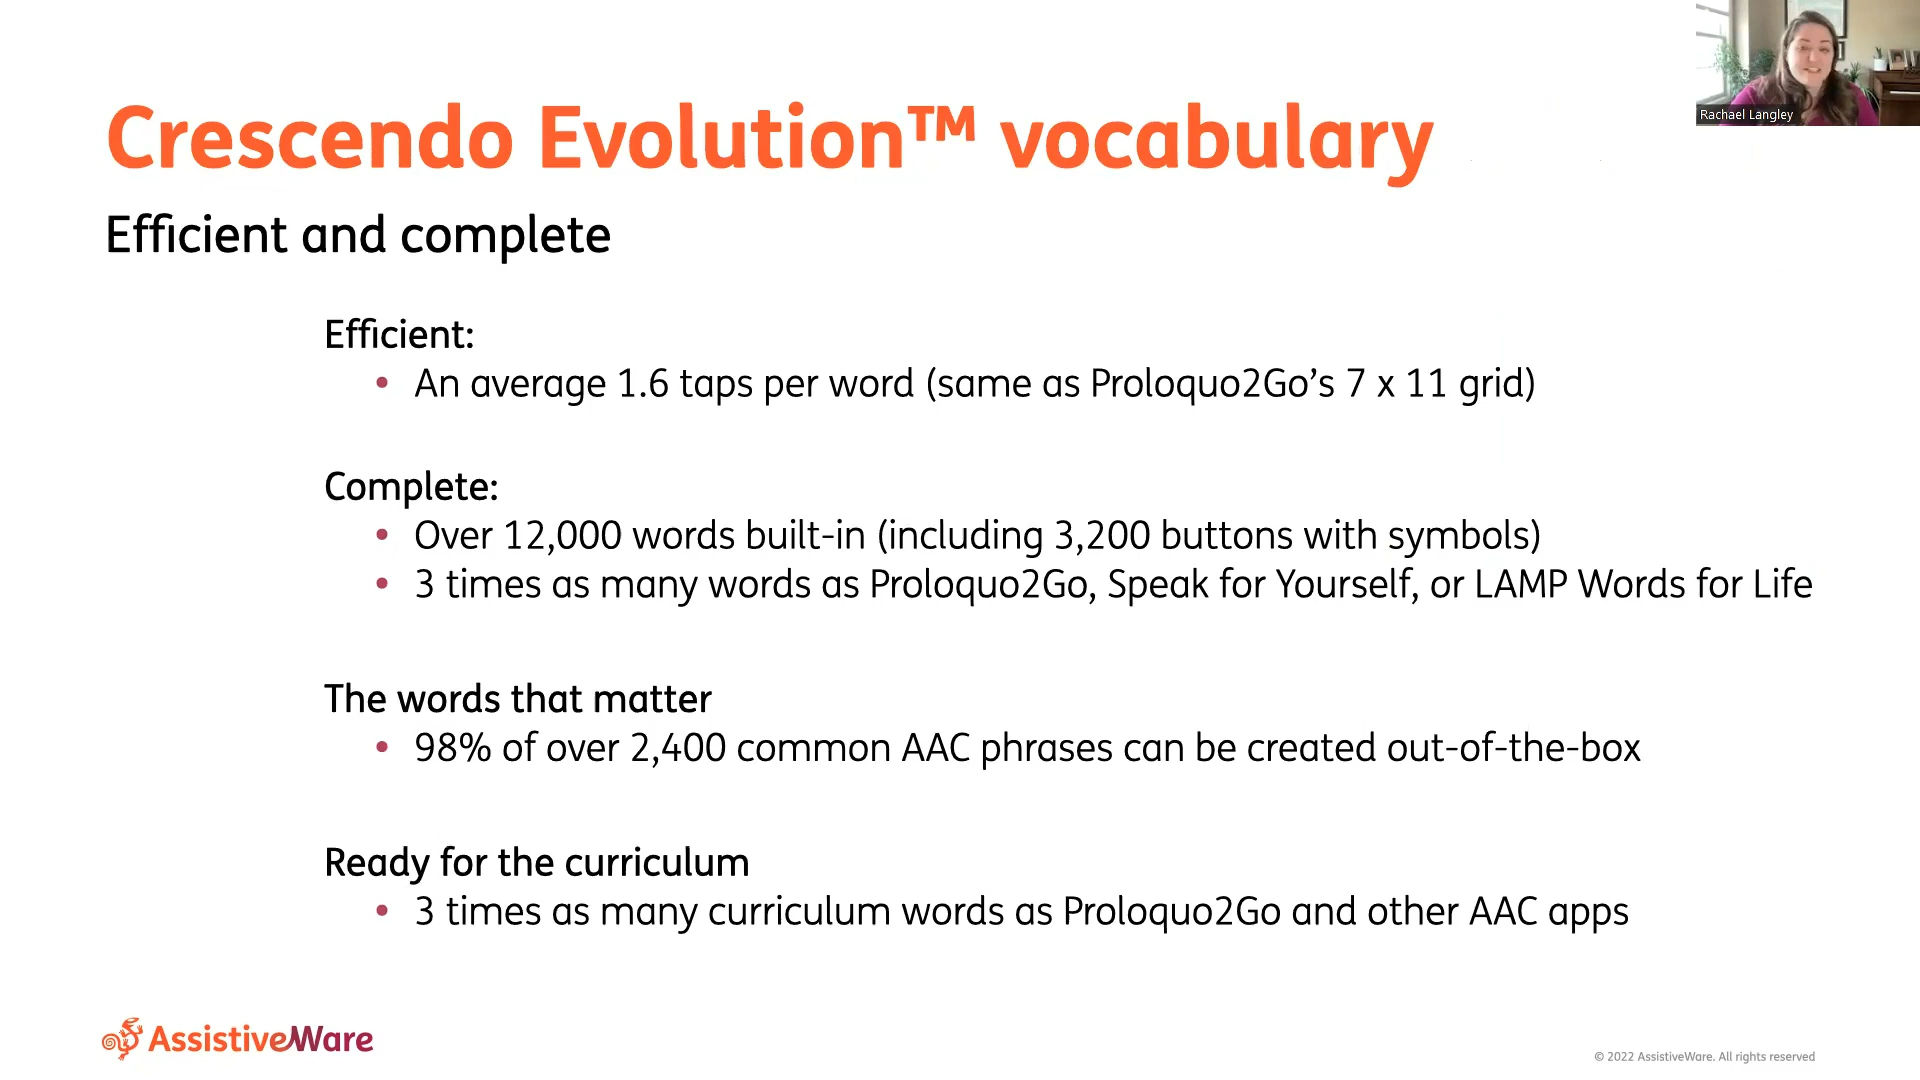 Rachael Langley
Crescendo Evolution™ vocabulary
Efficient and complete
Efficient:
• An average 1.6 taps per word (same as Proloquo2Go’s 7 x 11 grid)
Complete:
• Over 12,000 words built-in (including 3,200 buttons with symbols)
• 3 times as many words as Proloquo2Go, Speak for Yourself, or LAMP Words for Life
The words that matter
• 98% of over 2,400 common AAC phrases can be created out-of-the-box
Ready for the curriculum
• 3 times as many curriculum words as Proloquo2Go and other AAC apps
AssistiveWare
© 2022 AssistiveWare. All rights reserved